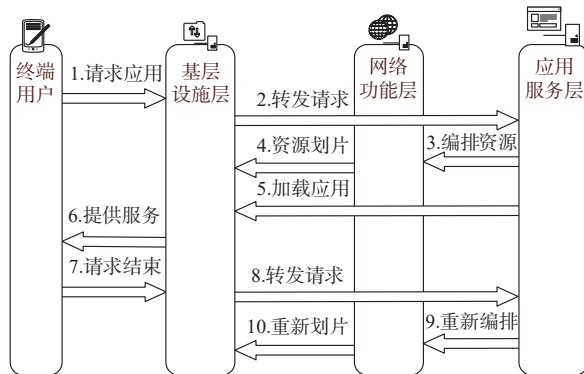 终端
用户
基层
设施层
网络
功能层
应用
服务层
1.请求应用
2.转发请求
3.编排资源
4.资源划片
5.加载应用
6.提供服务
7.请求结束
8.转发请求
9.重新编排
10.重新划片